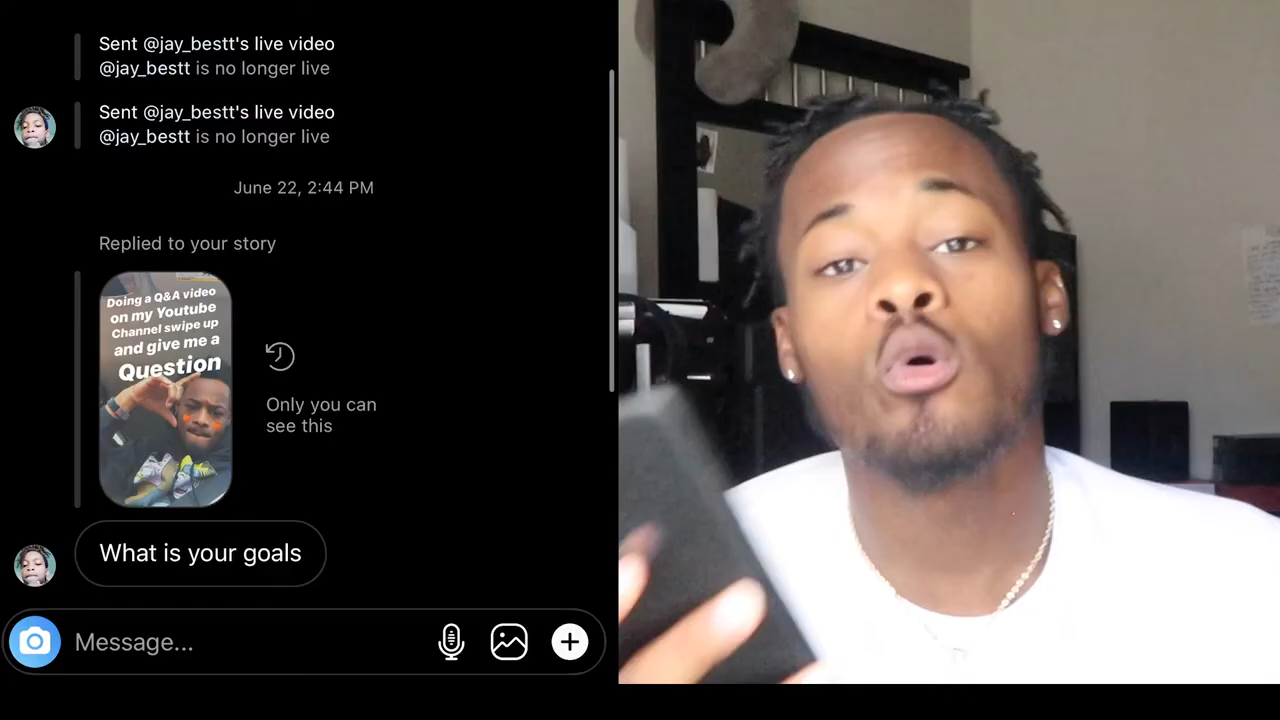 Sent @jay_bestt's live video
@jay_bestt is no longer live
Sent @jay_bestt's live video
@jay_bestt is no longer live
June 22, 2:44 PM
Replied to your story
Doing a Q&A video
on my Youtube
Channel swipe up
and give me a
Question
Only you can
see this
What is your goals
Message...